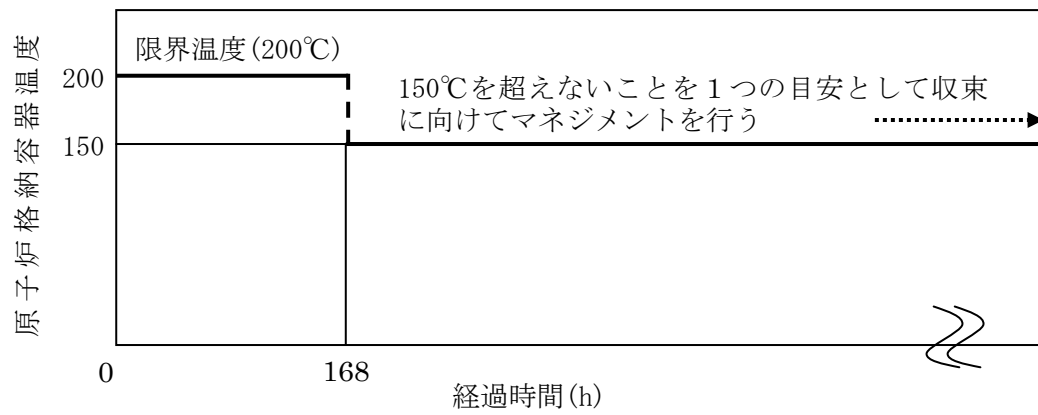 原子炉格納容器温度
限界温度(200℃)
200
150℃を超えないことを１つの目安として収束
に向けてマネジメントを行う
150
0
168
経過時間(h)